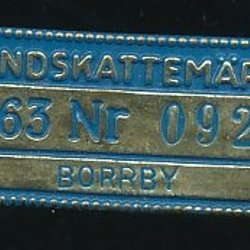 NDSKATTEMÄR
63 Nr 092
BORRBY